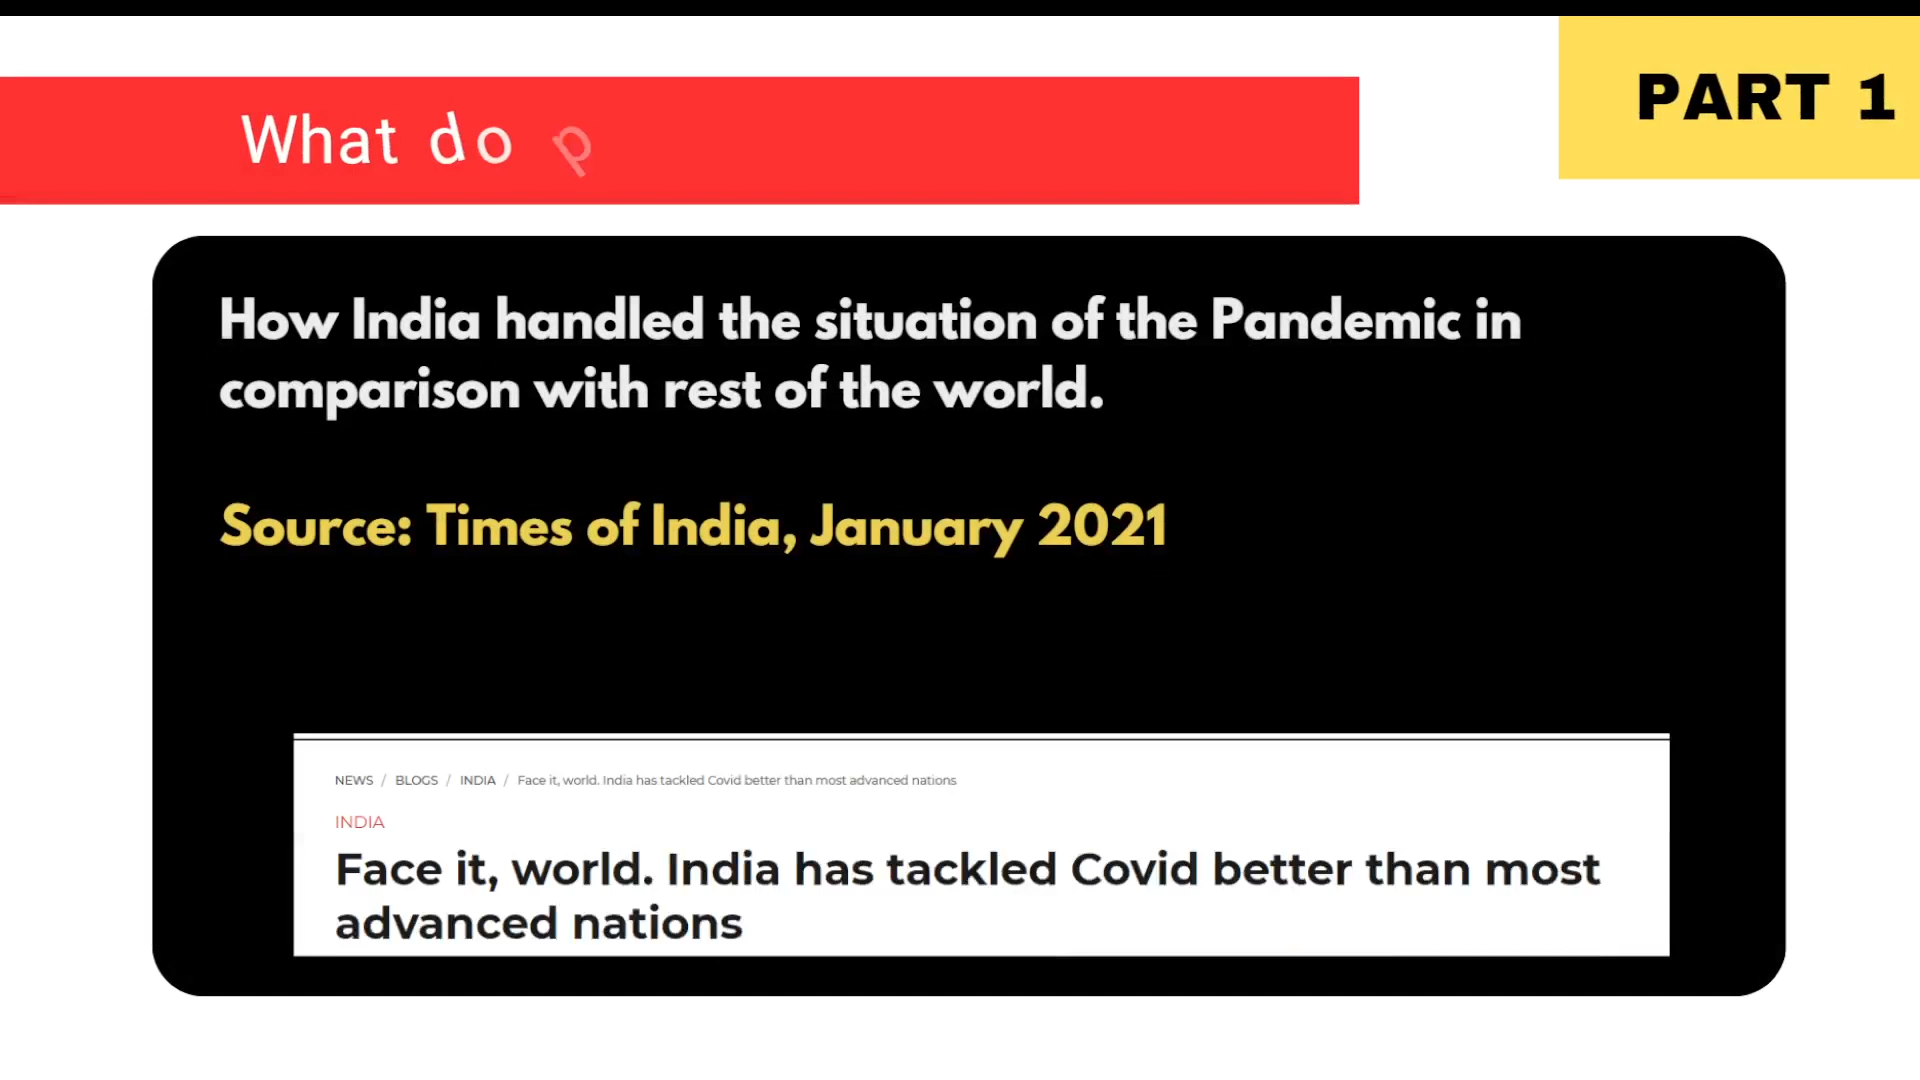 PART 1
What do p
How India handled the situation of the Pandemic in
comparison with rest of the world.
Source: Times of India, January 2021
NEWS / BLOGS / INDIA / Face it, world. India has tackled Covid better than most advanced nations
INDIA
Face it, world. India has tackled Covid better than most
advanced nations